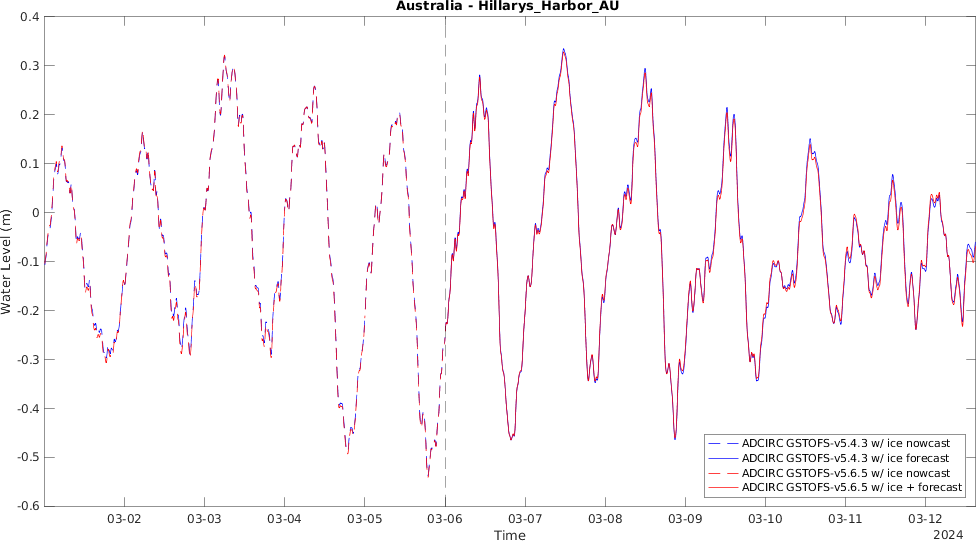 Australia - Hillarys_Harbor_AU
Water Level (m)
0.4
0.3
0.2
0.1
0
-0.1
-0.2
-0.3
-0.4
-0.5
-0.6
ADCIRC GSTOFS-v5.4.3 w/ ice nowcast
ADCIRC GSTOFS-v5.4.3 w/ ice forecast
ADCIRC GSTOFS-v5.6.5 w/ ice nowcast
ADCIRC GSTOFS-v5.6.5 w/ ice + forecast
03-02 03-03 03-04 03-05 03-06 03-07 03-08 03-09 03-10 03-11 03-12
Time
2024